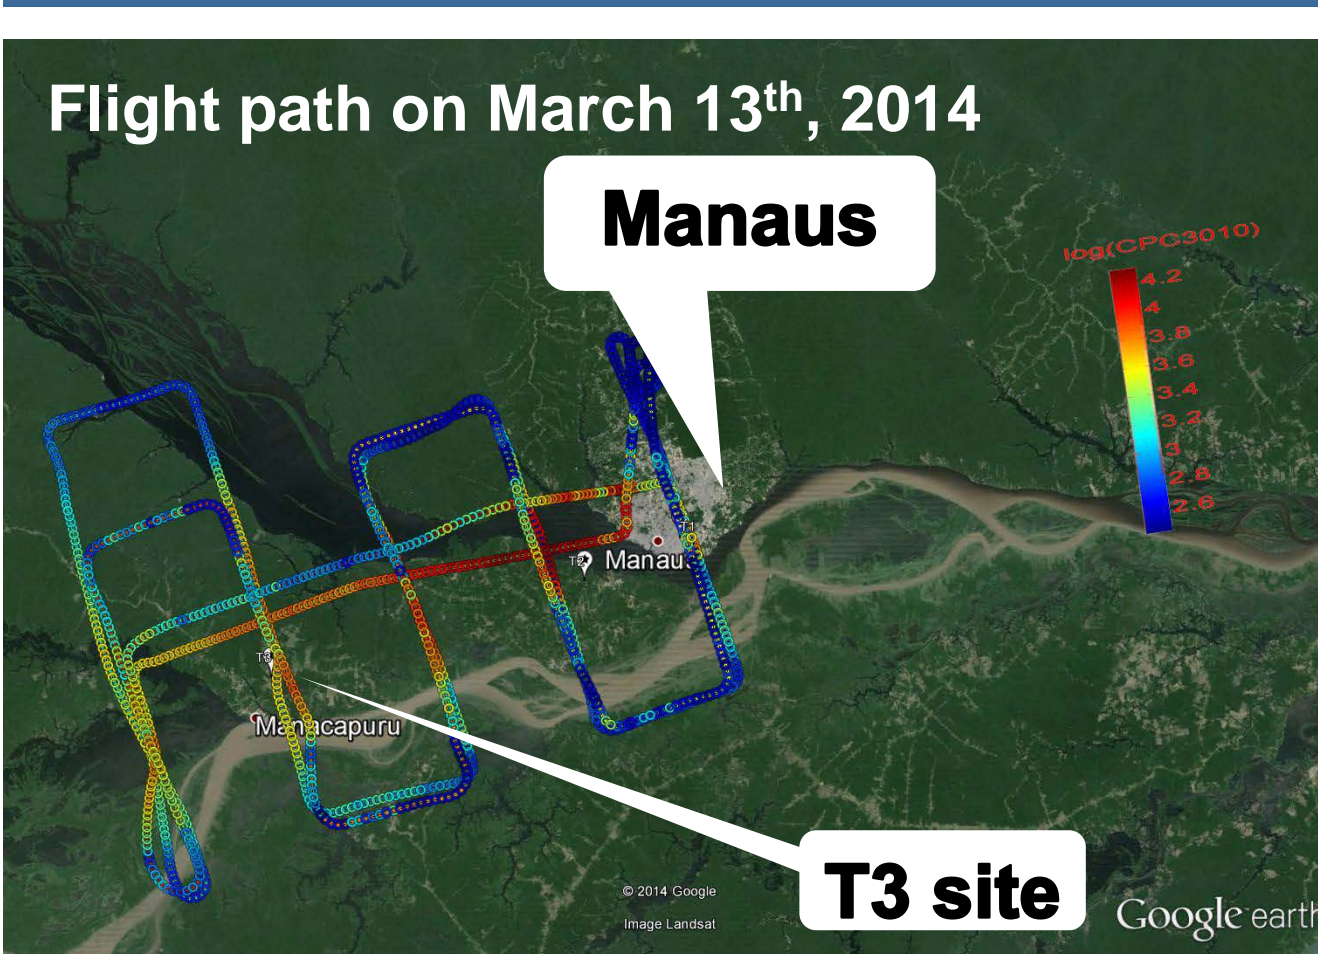 Flight path on March 13th, 2014
Manaus
log(CPC3010)
4.2
4
3.8
3.6
3.4
3.2
3
2.8
2.6
T1
T2
Manaus
T3
Manacapuru
T3 site
© 2014 Google
Image Landsat
Google earth